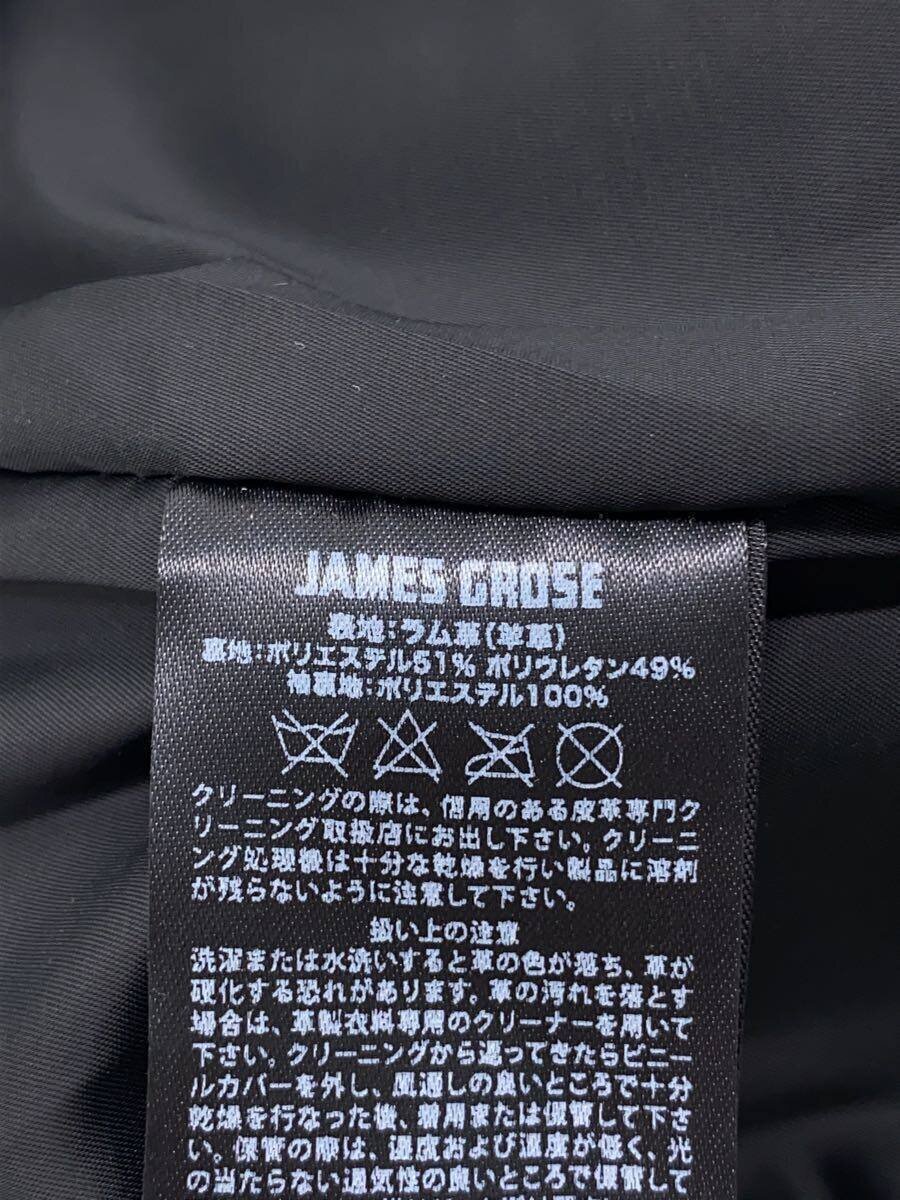 JAMES GROSE
表地:ラム革(羊革)
裏地:ポリエステル51% ポリウレタン49%
袖裏地:ポリエステル100%
クリーニングの際は、信用のある皮革専門ク
リーニング取扱店にお出し下さい。クリーニ
ング処理後は十分な乾燥を行い製品に溶剤
が残らないように注意して下さい。
扱い上の注意
洗濯または水洗いすると革の色が落ち、革が
硬化する恐れがあります。革の汚れを落とす
場合は、革製衣料専用のクリーナーを用いて
下さい。クリーニングから返ってきたらビニー
ルカバーを外し、風通しの良いところで十分
乾燥を行なった後、着用または保管して下さ
い。保管の際は、温度および湿度が低く、光
の当たらない通気性の良いところで保管して